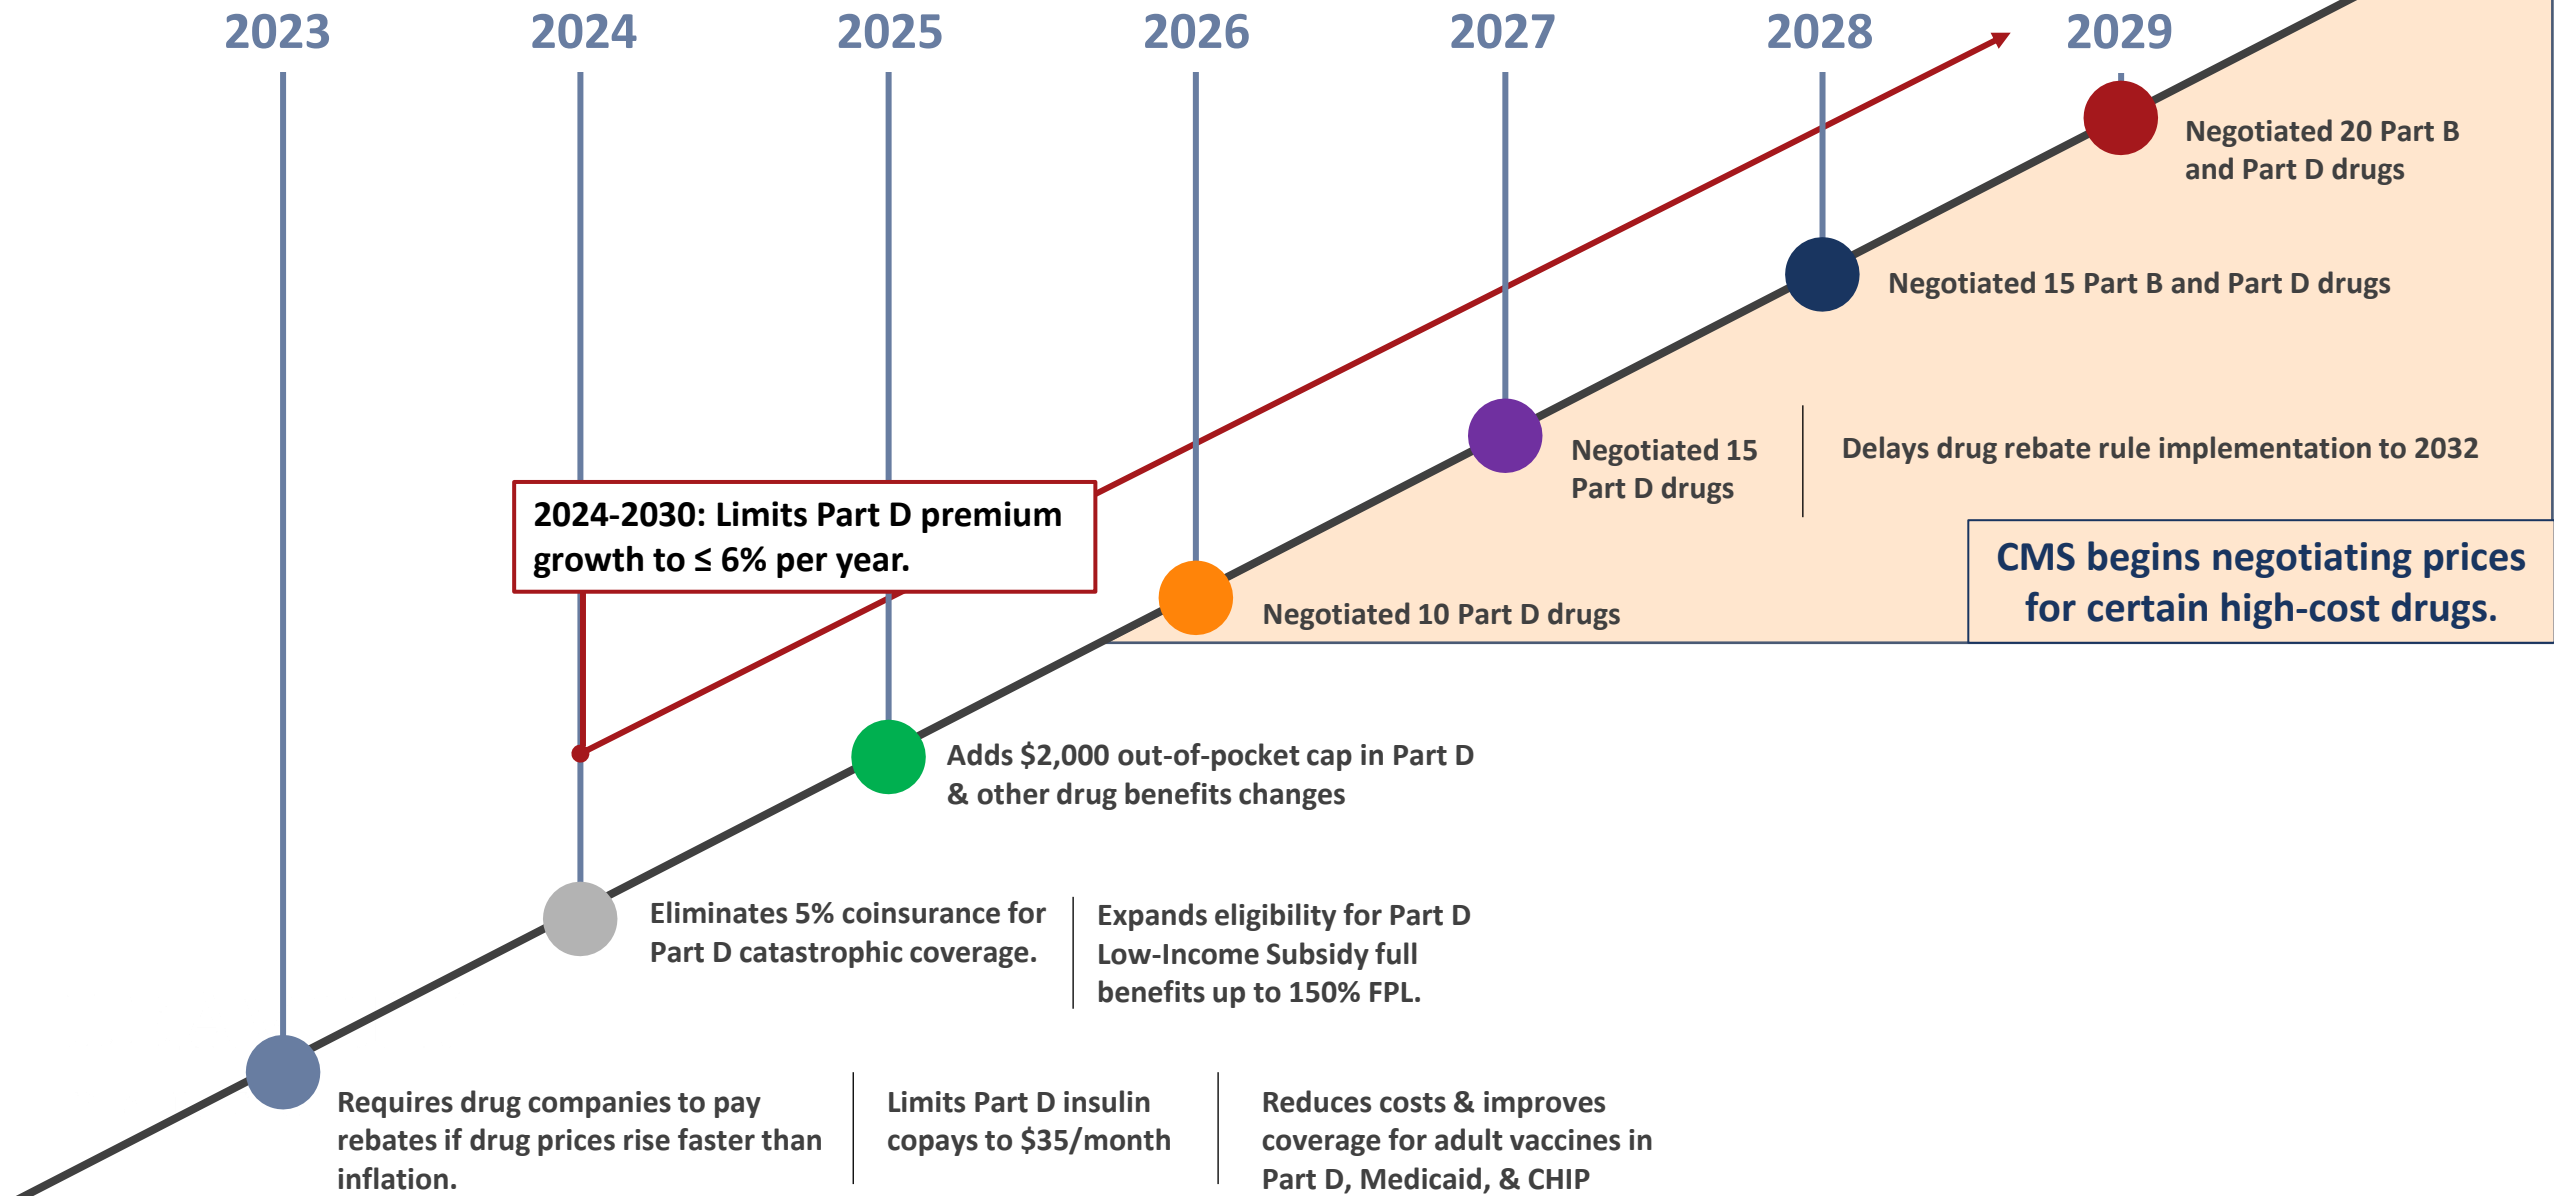 2023
2024
2025
2026
2027
2028
2029
Negotiated 20 Part B
and Part D drugs
Negotiated 15 Part B and Part D drugs
Negotiated 15
Part D drugs
Delays drug rebate rule implementation to 2032
2024-2030: Limits Part D premium
growth to ≤ 6% per year.
CMS begins negotiating prices
for certain high-cost drugs.
Negotiated 10 Part D drugs
Adds $2,000 out-of-pocket cap in Part D
& other drug benefits changes
Eliminates 5% coinsurance for
Part D catastrophic coverage.
Expands eligibility for Part D
Low-Income Subsidy full
benefits up to 150% FPL.
Requires drug companies to pay
rebates if drug prices rise faster than
inflation.
Limits Part D insulin
copays to $35/month
Reduces costs & improves
coverage for adult vaccines in
Part D, Medicaid, & CHIP